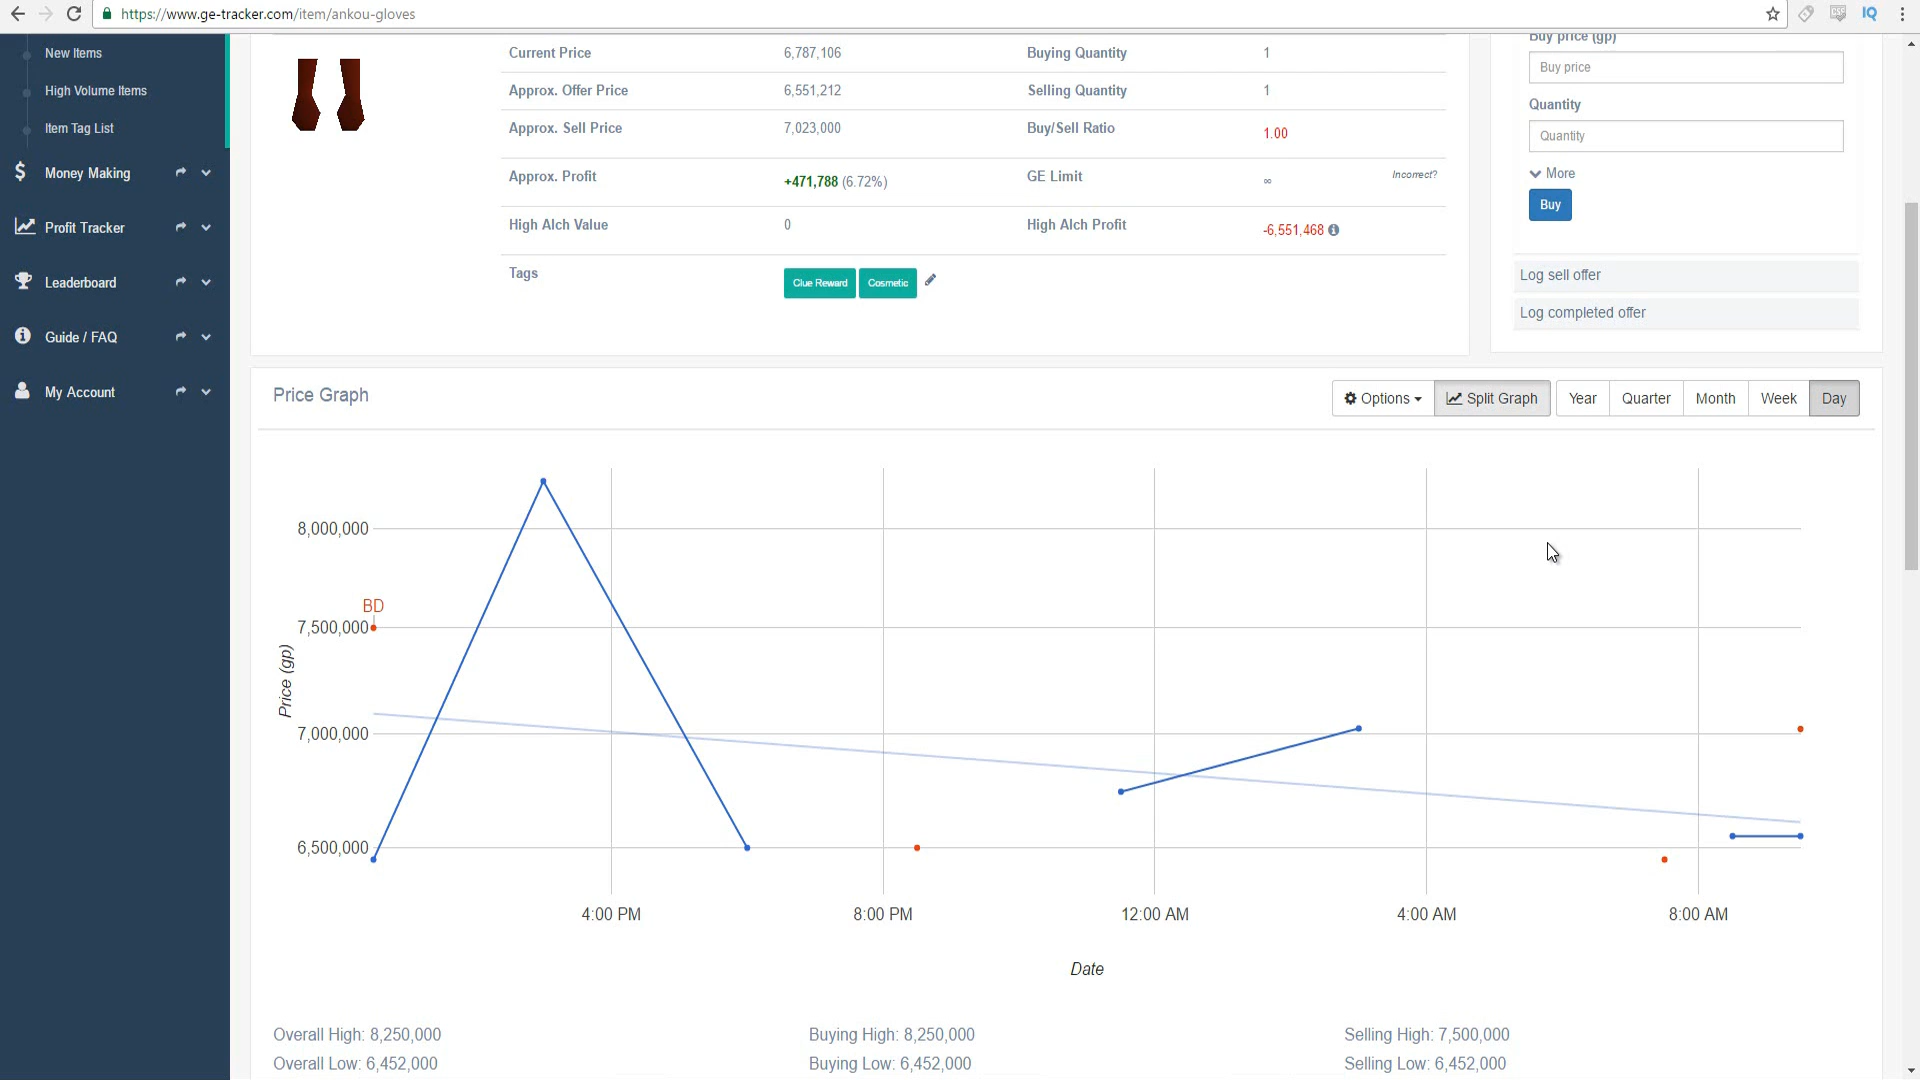 https://www.ge-tracker.com/item/ankou-gloves
CSS
IQ
New Items
High Volume Items
Item Tag List
Money Making
Profit Tracker
Leaderboard
Guide / FAQ
My Account
Current Price 6,787,106 Buying Quantity 1
Approx. Offer Price 6,551,212 Selling Quantity 1
Approx. Sell Price 7,023,000 Buy/Sell Ratio 1.00
Approx. Profit +471,788 (6.72%) GE Limit ∞ Incorrect?
High Alch Value 0 High Alch Profit -6,551,468
Tags Clue Reward Cosmetic
Buy price (gp)
Buy price
Quantity
Quantity
More
Buy
Log sell offer
Log completed offer
Price Graph
Options Split Graph Year Quarter Month Week Day
8,000,000
BD
7,500,000
7,000,000
6,500,000
Price (gp)
4:00 PM 8:00 PM 12:00 AM 4:00 AM 8:00 AM
Date
Overall High: 8,250,000 Buying High: 8,250,000 Selling High: 7,500,000
Overall Low: 6,452,000 Buying Low: 6,452,000 Selling Low: 6,452,000